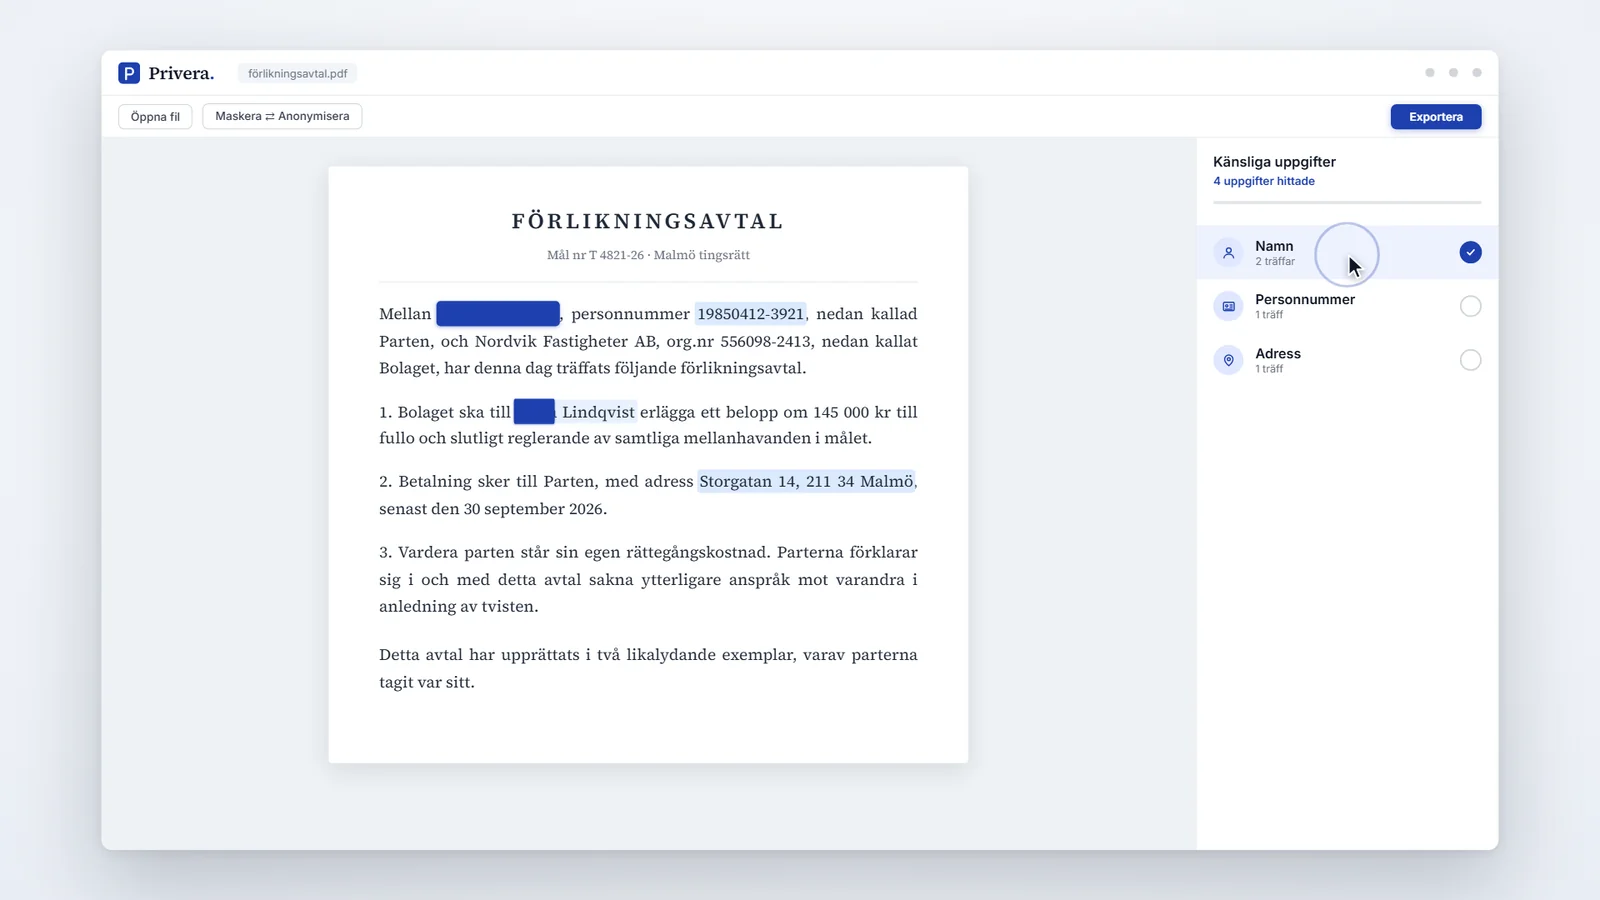 P Privera.
förlikningsavtal.pdf
Öppna fil
Maskera ⇄ Anonymisera
Exportera
FÖRLIKNINGSAVTAL
Mål nr T 4821-26 · Malmö tingsrätt
Mellan , personnummer 19850412-3921, nedan kallad
Parten, och Nordvik Fastigheter AB, org.nr 556098-2413, nedan kallat
Bolaget, har denna dag träffats följande förlikningsavtal.
1. Bolaget ska till Lindqvist erlägga ett belopp om 145 000 kr till
fullo och slutligt reglerande av samtliga mellanhavanden i målet.
2. Betalning sker till Parten, med adress Storgatan 14, 211 34 Malmö,
senast den 30 september 2026.
3. Vardera parten står sin egen rättegångskostnad. Parterna förklarar
sig i och med detta avtal sakna ytterligare anspråk mot varandra i
anledning av tvisten.
Detta avtal har upprättats i två likalydande exemplar, varav parterna
tagit var sitt.
Känsliga uppgifter
4 uppgifter hittade
Namn
2 träffar
Personnummer
1 träff
Adress
1 träff